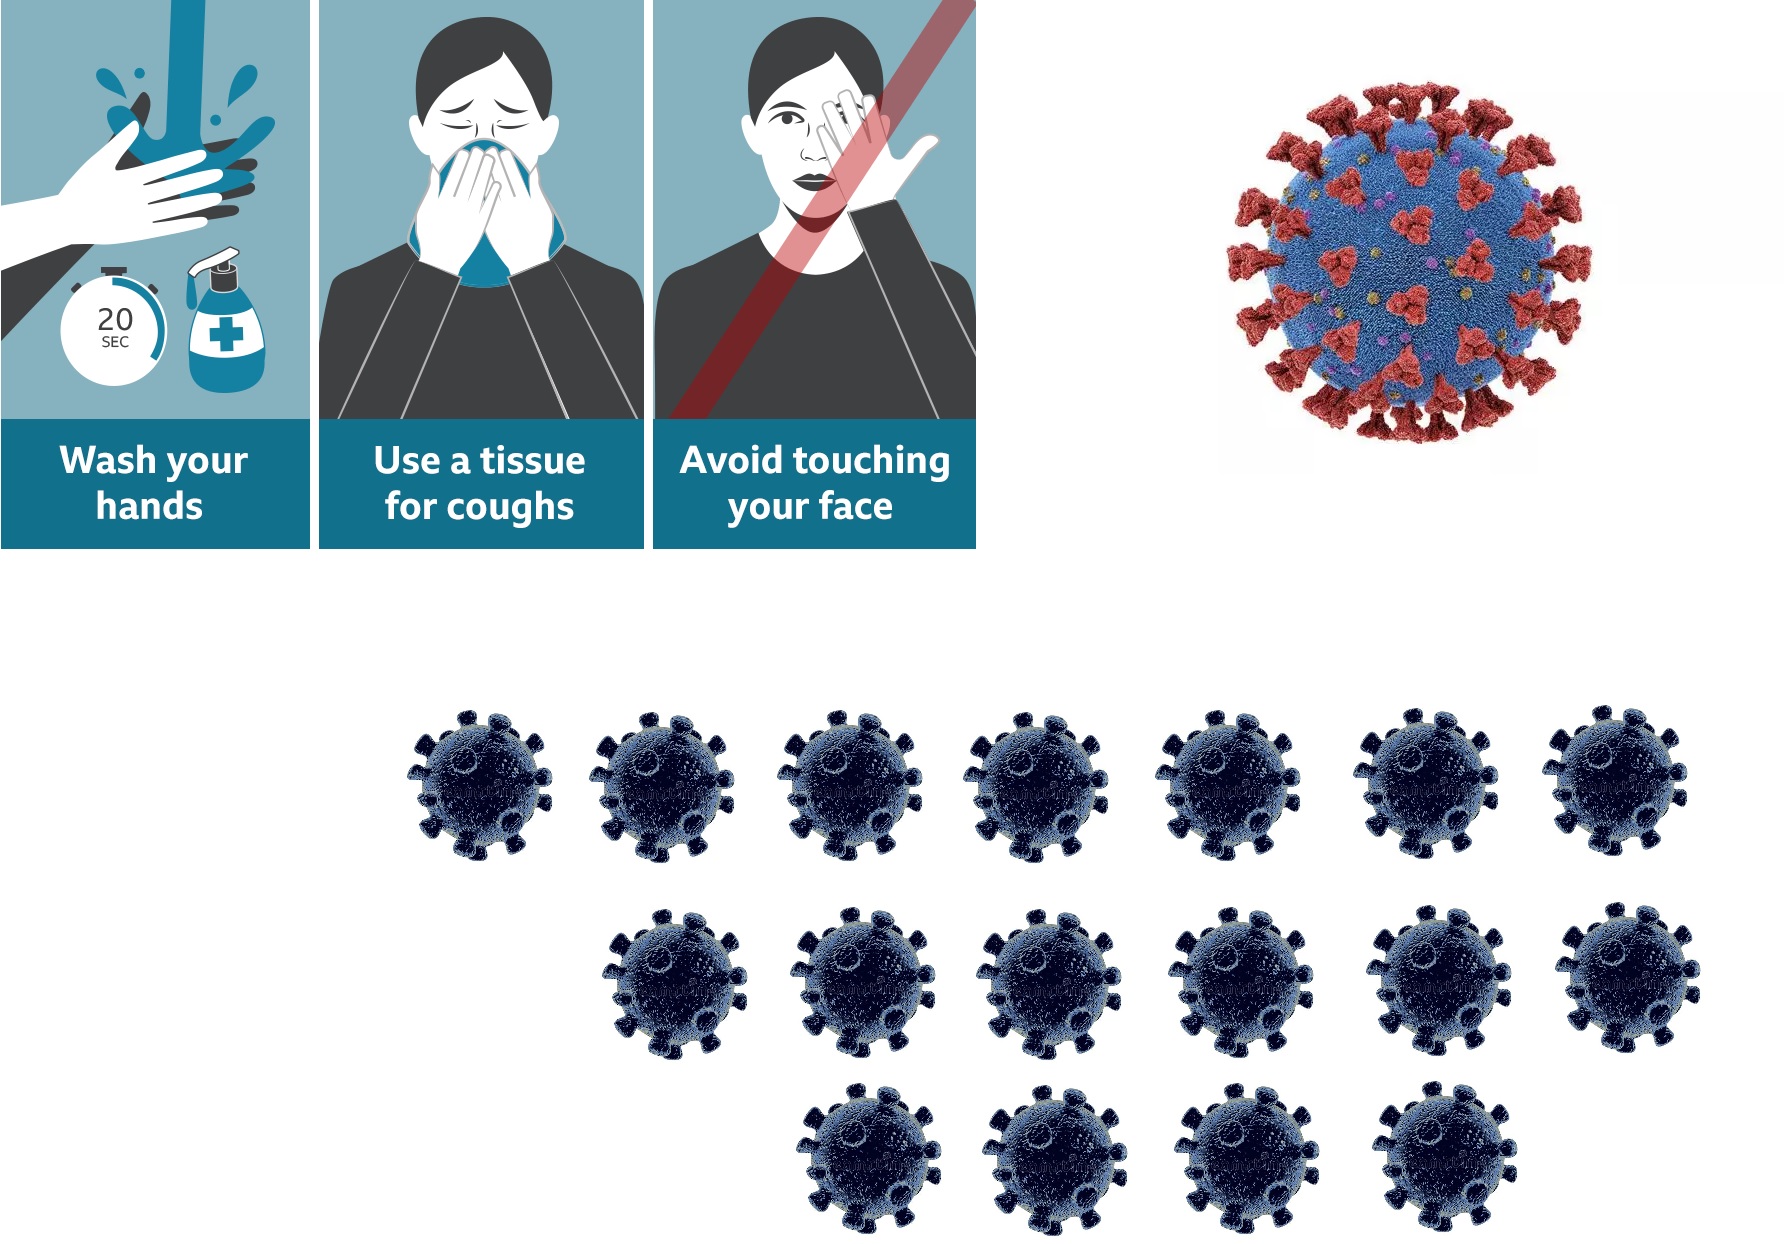 20
SEC
Wash your
hands
Use a tissue
for coughs
Avoid touching
your face